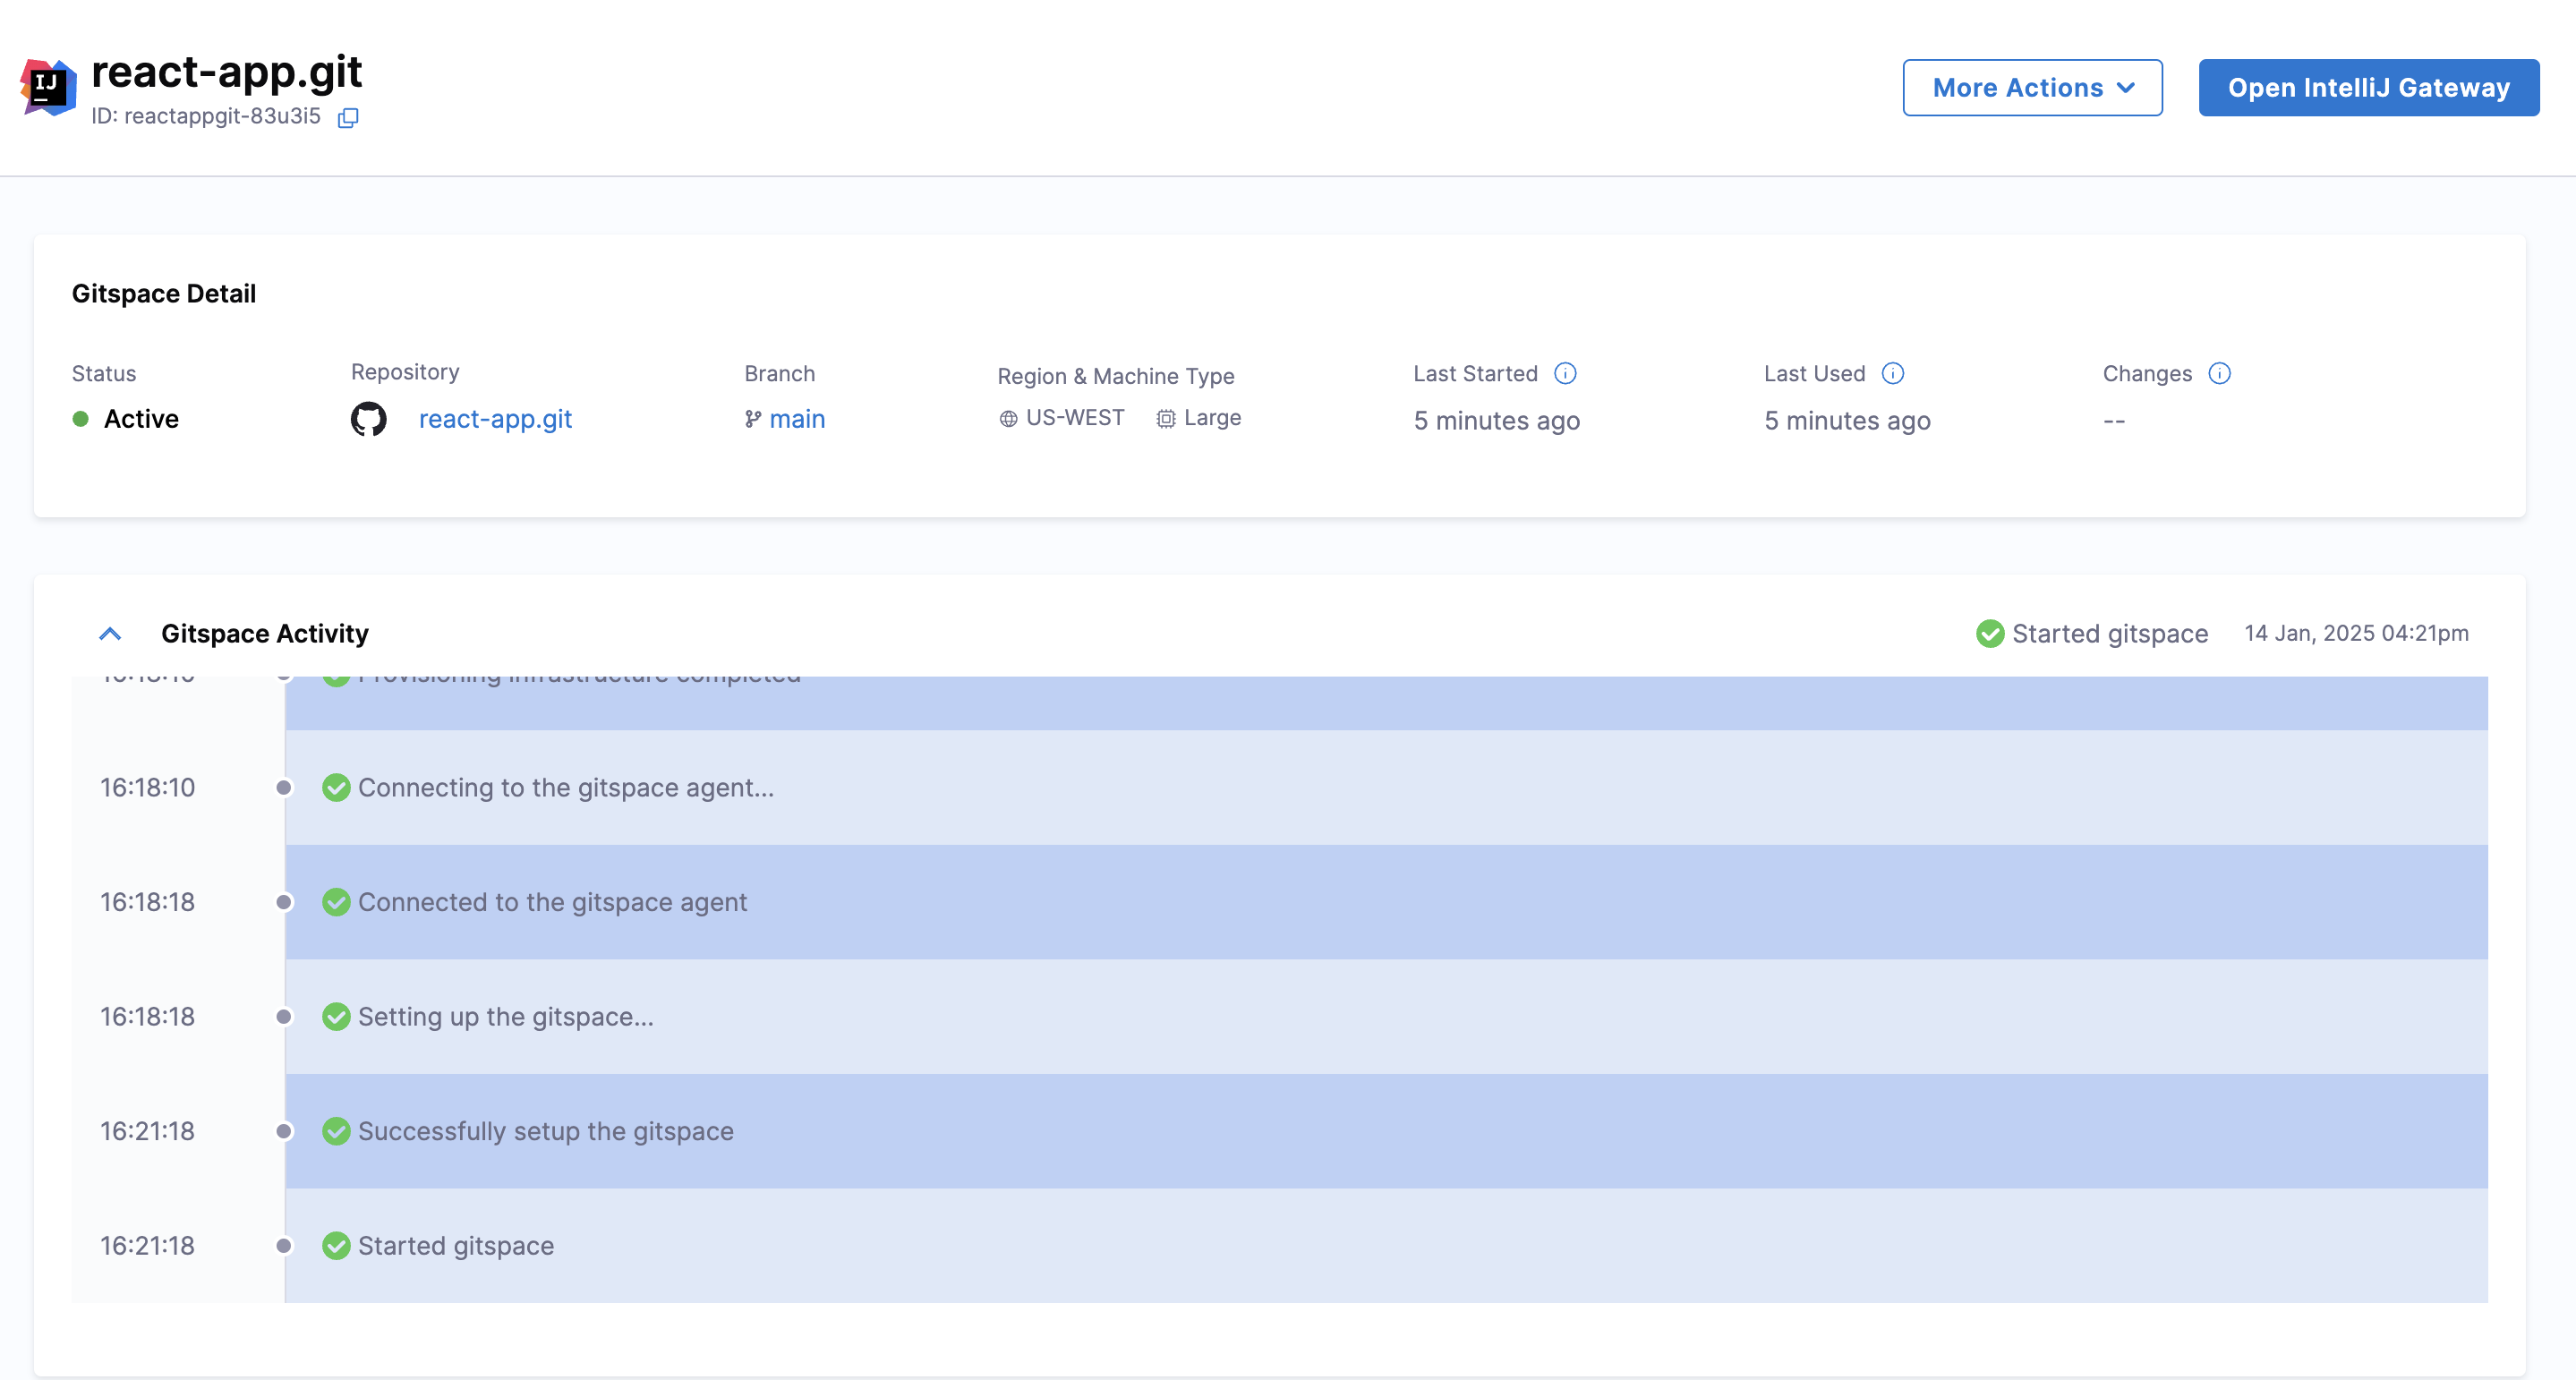 IJ
react-app.git
ID: reactappgit-83u3i5
More Actions
Open IntelliJ Gateway
Gitspace Detail
Status
Repository
Branch
Region & Machine Type
Last Started
Last Used
Changes
Active
react-app.git
main
US-WEST
Large
5 minutes ago
5 minutes ago
--
Gitspace Activity
Started gitspace
14 Jan, 2025 04:21pm
Provisioning infrastructure completed
16:18:10
Connecting to the gitspace agent...
16:18:18
Connected to the gitspace agent
16:18:18
Setting up the gitspace...
16:21:18
Successfully setup the gitspace
16:21:18
Started gitspace